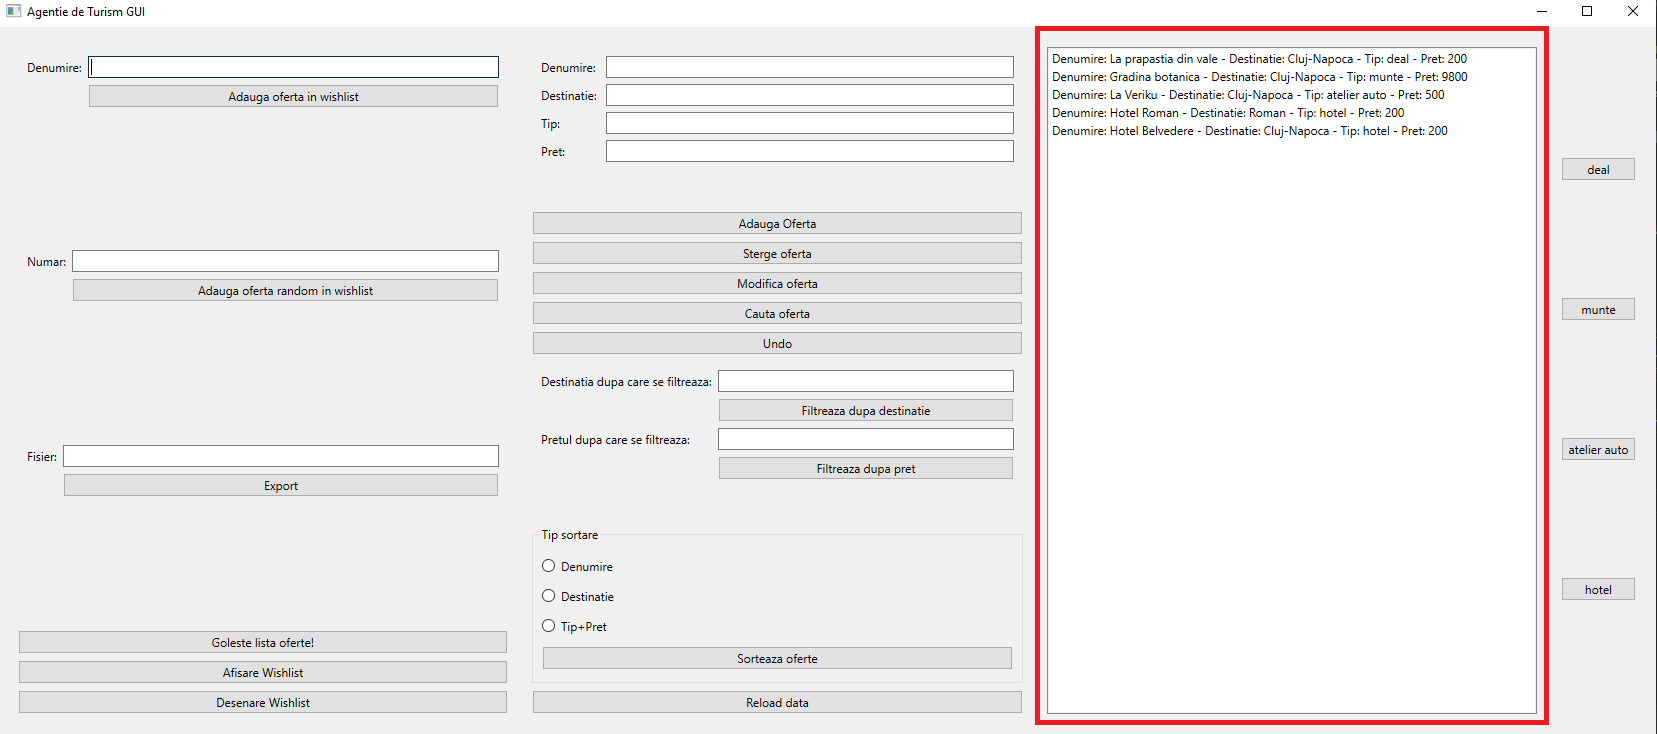 Agentie de Turism GUI
Denumire:
Adauga oferta in wishlist
Numar:
Adauga oferta random in wishlist
Fisier:
Export
Goleste lista oferte!
Afisare Wishlist
Desenare Wishlist
Denumire:
Destinatie:
Tip:
Pret:
Adauga Oferta
Sterge oferta
Modifica oferta
Cauta oferta
Undo
Destinatia dupa care se filtreaza:
Filtreaza dupa destinatie
Pretul dupa care se filtreaza:
Filtreaza dupa pret
Tip sortare
Denumire
Destinatie
Tip+Pret
Sorteaza oferte
Reload data
Denumire: La prapastia din vale - Destinatie: Cluj-Napoca - Tip: deal - Pret: 200
Denumire: Gradina botanica - Destinatie: Cluj-Napoca - Tip: munte - Pret: 9800
Denumire: La Veriku - Destinatie: Cluj-Napoca - Tip: atelier auto - Pret: 500
Denumire: Hotel Roman - Destinatie: Roman - Tip: hotel - Pret: 200
Denumire: Hotel Belvedere - Destinatie: Cluj-Napoca - Tip: hotel - Pret: 200
deal
munte
atelier auto
hotel